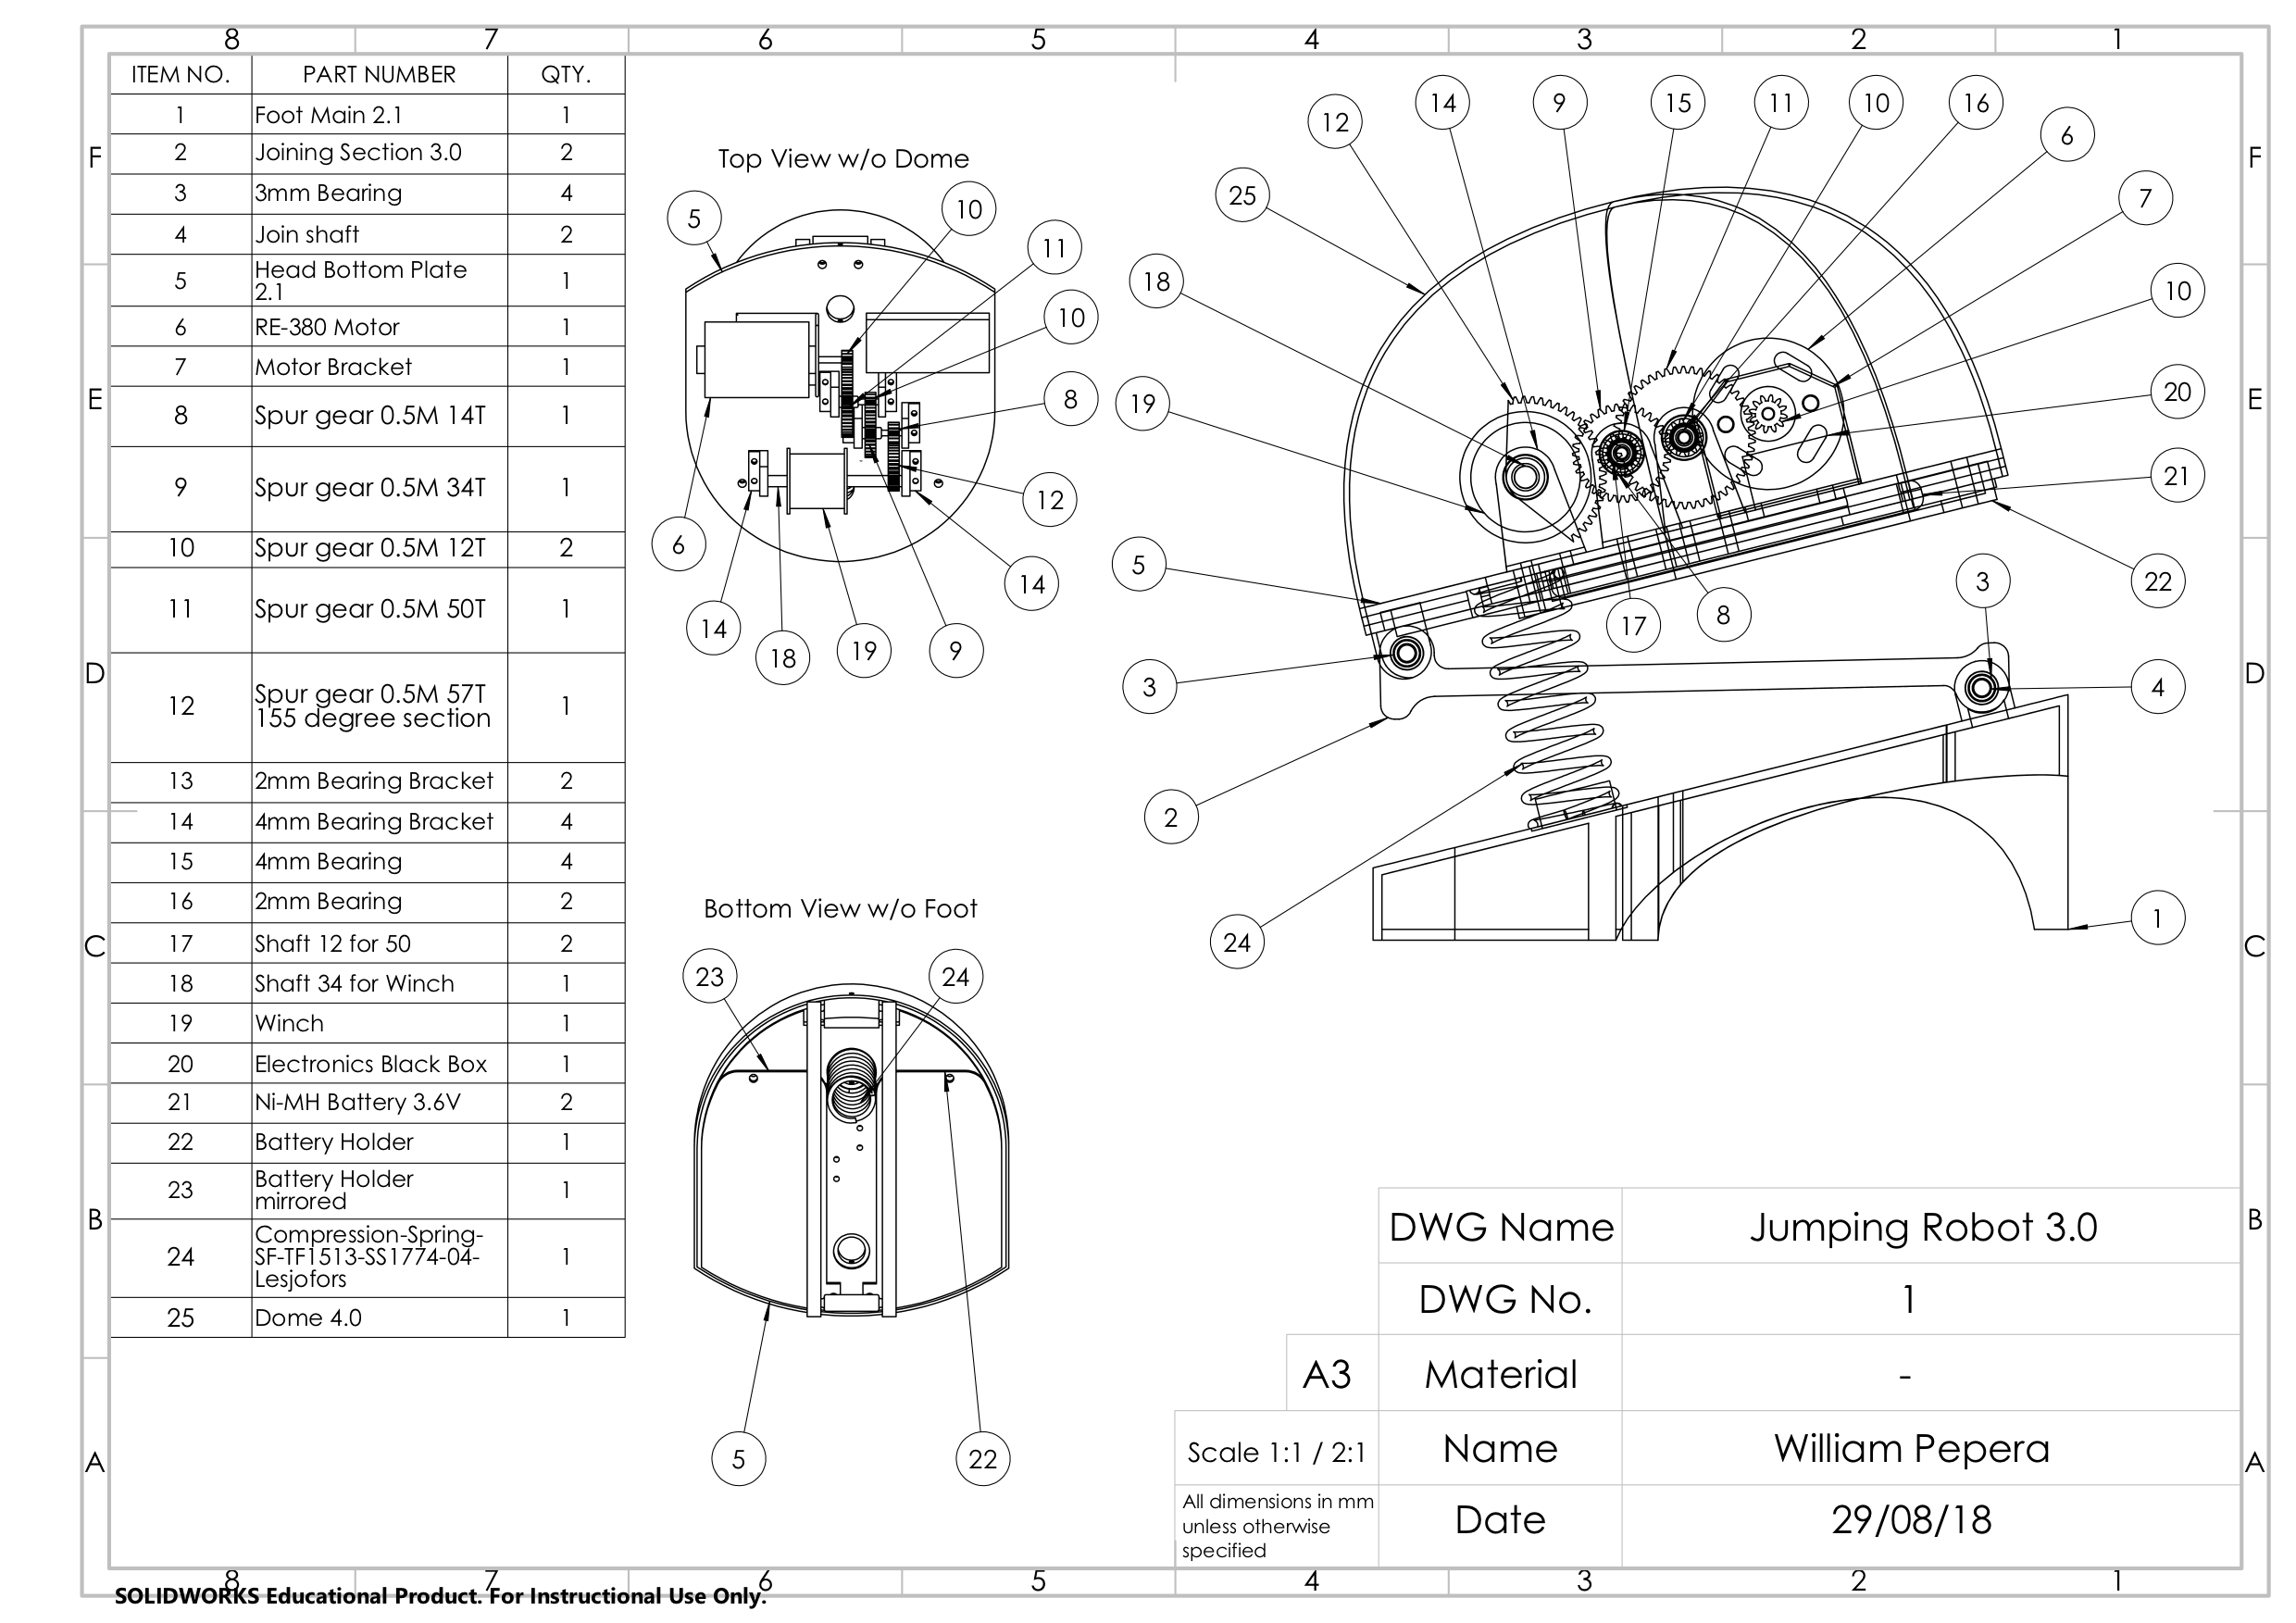 8 7 6 5 4 3 2 1
ITEM NO. PART NUMBER QTY.
1 Foot Main 2.1 1
2 Joining Section 3.0 2
3 3mm Bearing 4
4 Join shaft 2
5 Head Bottom Plate
2.1 1
6 RE-380 Motor 1
7 Motor Bracket 1
8 Spur gear 0.5M 14T 1
9 Spur gear 0.5M 34T 1
10 Spur gear 0.5M 12T 2
11 Spur gear 0.5M 50T 1
12 Spur gear 0.5M 57T
155 degree section 1
13 2mm Bearing Bracket 2
14 4mm Bearing Bracket 4
15 4mm Bearing 4
16 2mm Bearing 2
17 Shaft 12 for 50 2
18 Shaft 34 for Winch 1
19 Winch 1
20 Electronics Black Box 1
21 Ni-MH Battery 3.6V 2
22 Battery Holder 1
23 Battery Holder
mirrored 1
24 Compression-Spring-
SF-TF1513-SS1774-04-
Lesjofors 1
25 Dome 4.0 1
F
E
D
C
B
A
Top View w/o Dome
5
10
11
10
8
12
14
9
19
18
14
6
Bottom View w/o Foot
23
24
5
22
12
14
9
15
11
10
16
6
7
10
20
21
22
25
18
19
5
3
2
24
17
8
3
4
1
F
E
D
C
B
A
DWG Name Jumping Robot 3.0
DWG No. 1
A3 Material -
Scale 1:1 / 2:1 Name William Pepera
All dimensions in mm
unless otherwise
specified
Date 29/08/18
8 7 6 5 4 3 2 1
SOLIDWORKS Educational Product. For Instructional Use Only.